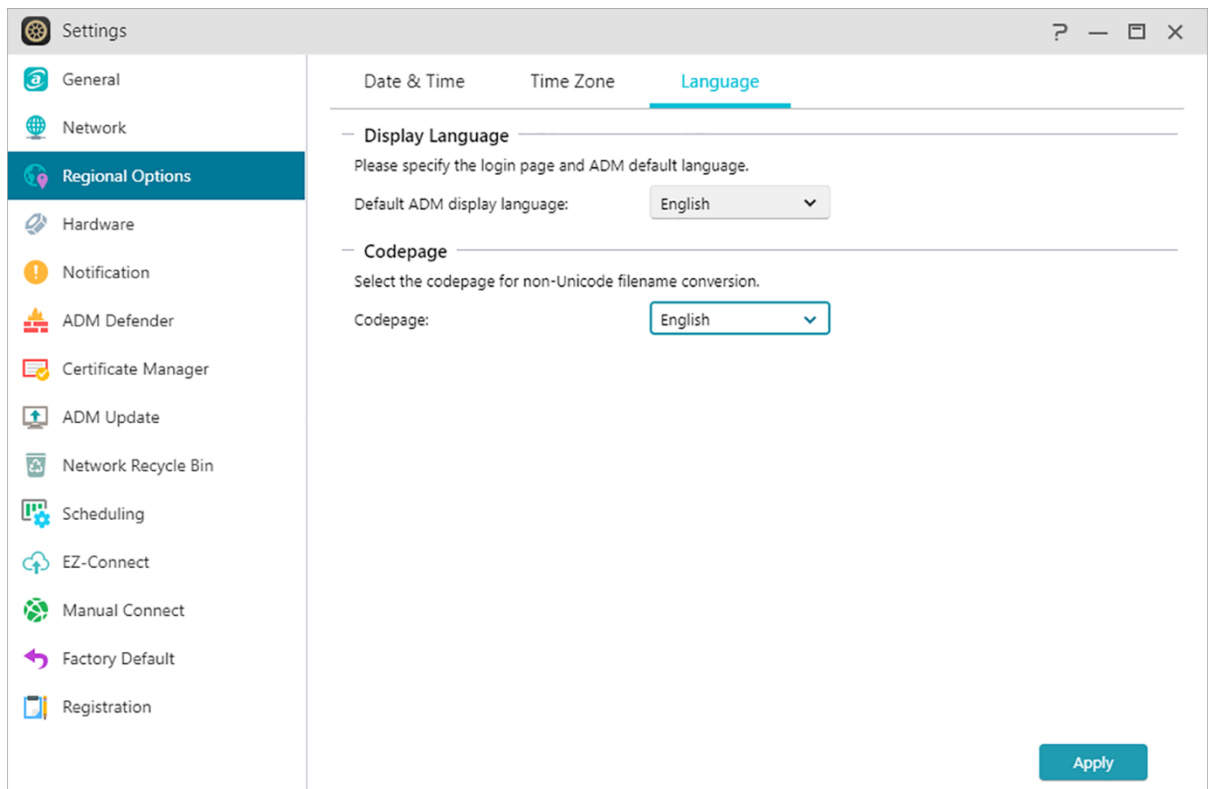 Settings
General
Network
Regional Options
Hardware
Notification
ADM Defender
Certificate Manager
ADM Update
Network Recycle Bin
Scheduling
EZ-Connect
Manual Connect
Factory Default
Registration
Date & Time Time Zone Language
Display Language
Please specify the login page and ADM default language.
Default ADM display language: English
Codepage
Select the codepage for non-Unicode filename conversion.
Codepage: English
Apply